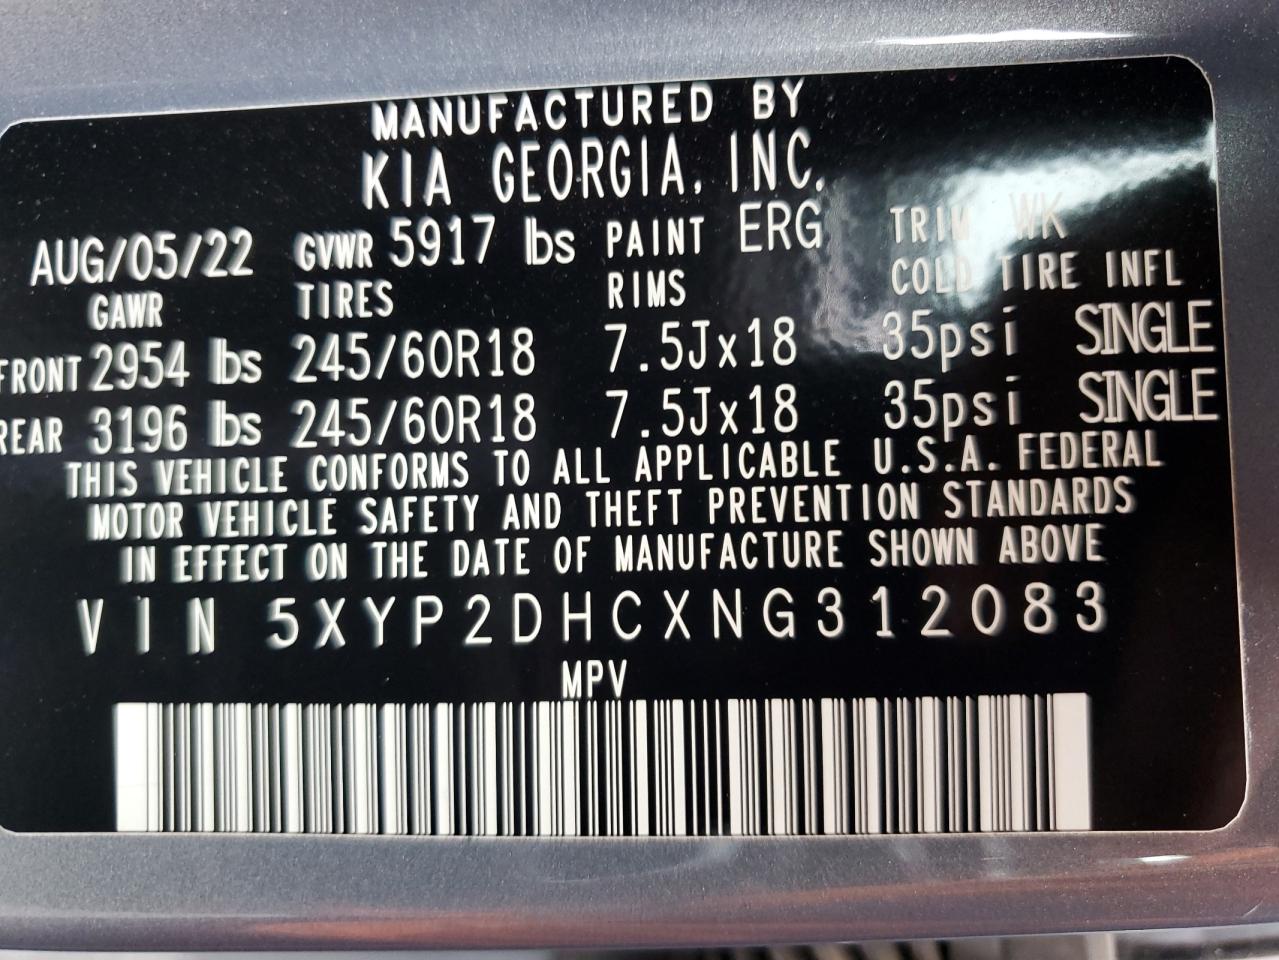 MANUFACTURED BY
KIA GEORGIA, INC.
AUG/05/22 GVWR 5917 lbs PAINT ERG TRIM WK
GAWR TIRES RIMS COLD TIRE INFL
FRONT 2954 lbs 245/60R18 7.5Jx18 35psi SINGLE
REAR 3196 lbs 245/60R18 7.5Jx18 35psi SINGLE
THIS VEHICLE CONFORMS TO ALL APPLICABLE U.S.A. FEDERAL
MOTOR VEHICLE SAFETY AND THEFT PREVENTION STANDARDS
IN EFFECT ON THE DATE OF MANUFACTURE SHOWN ABOVE
VIN 5XYP2DHCXNG312083
MPV